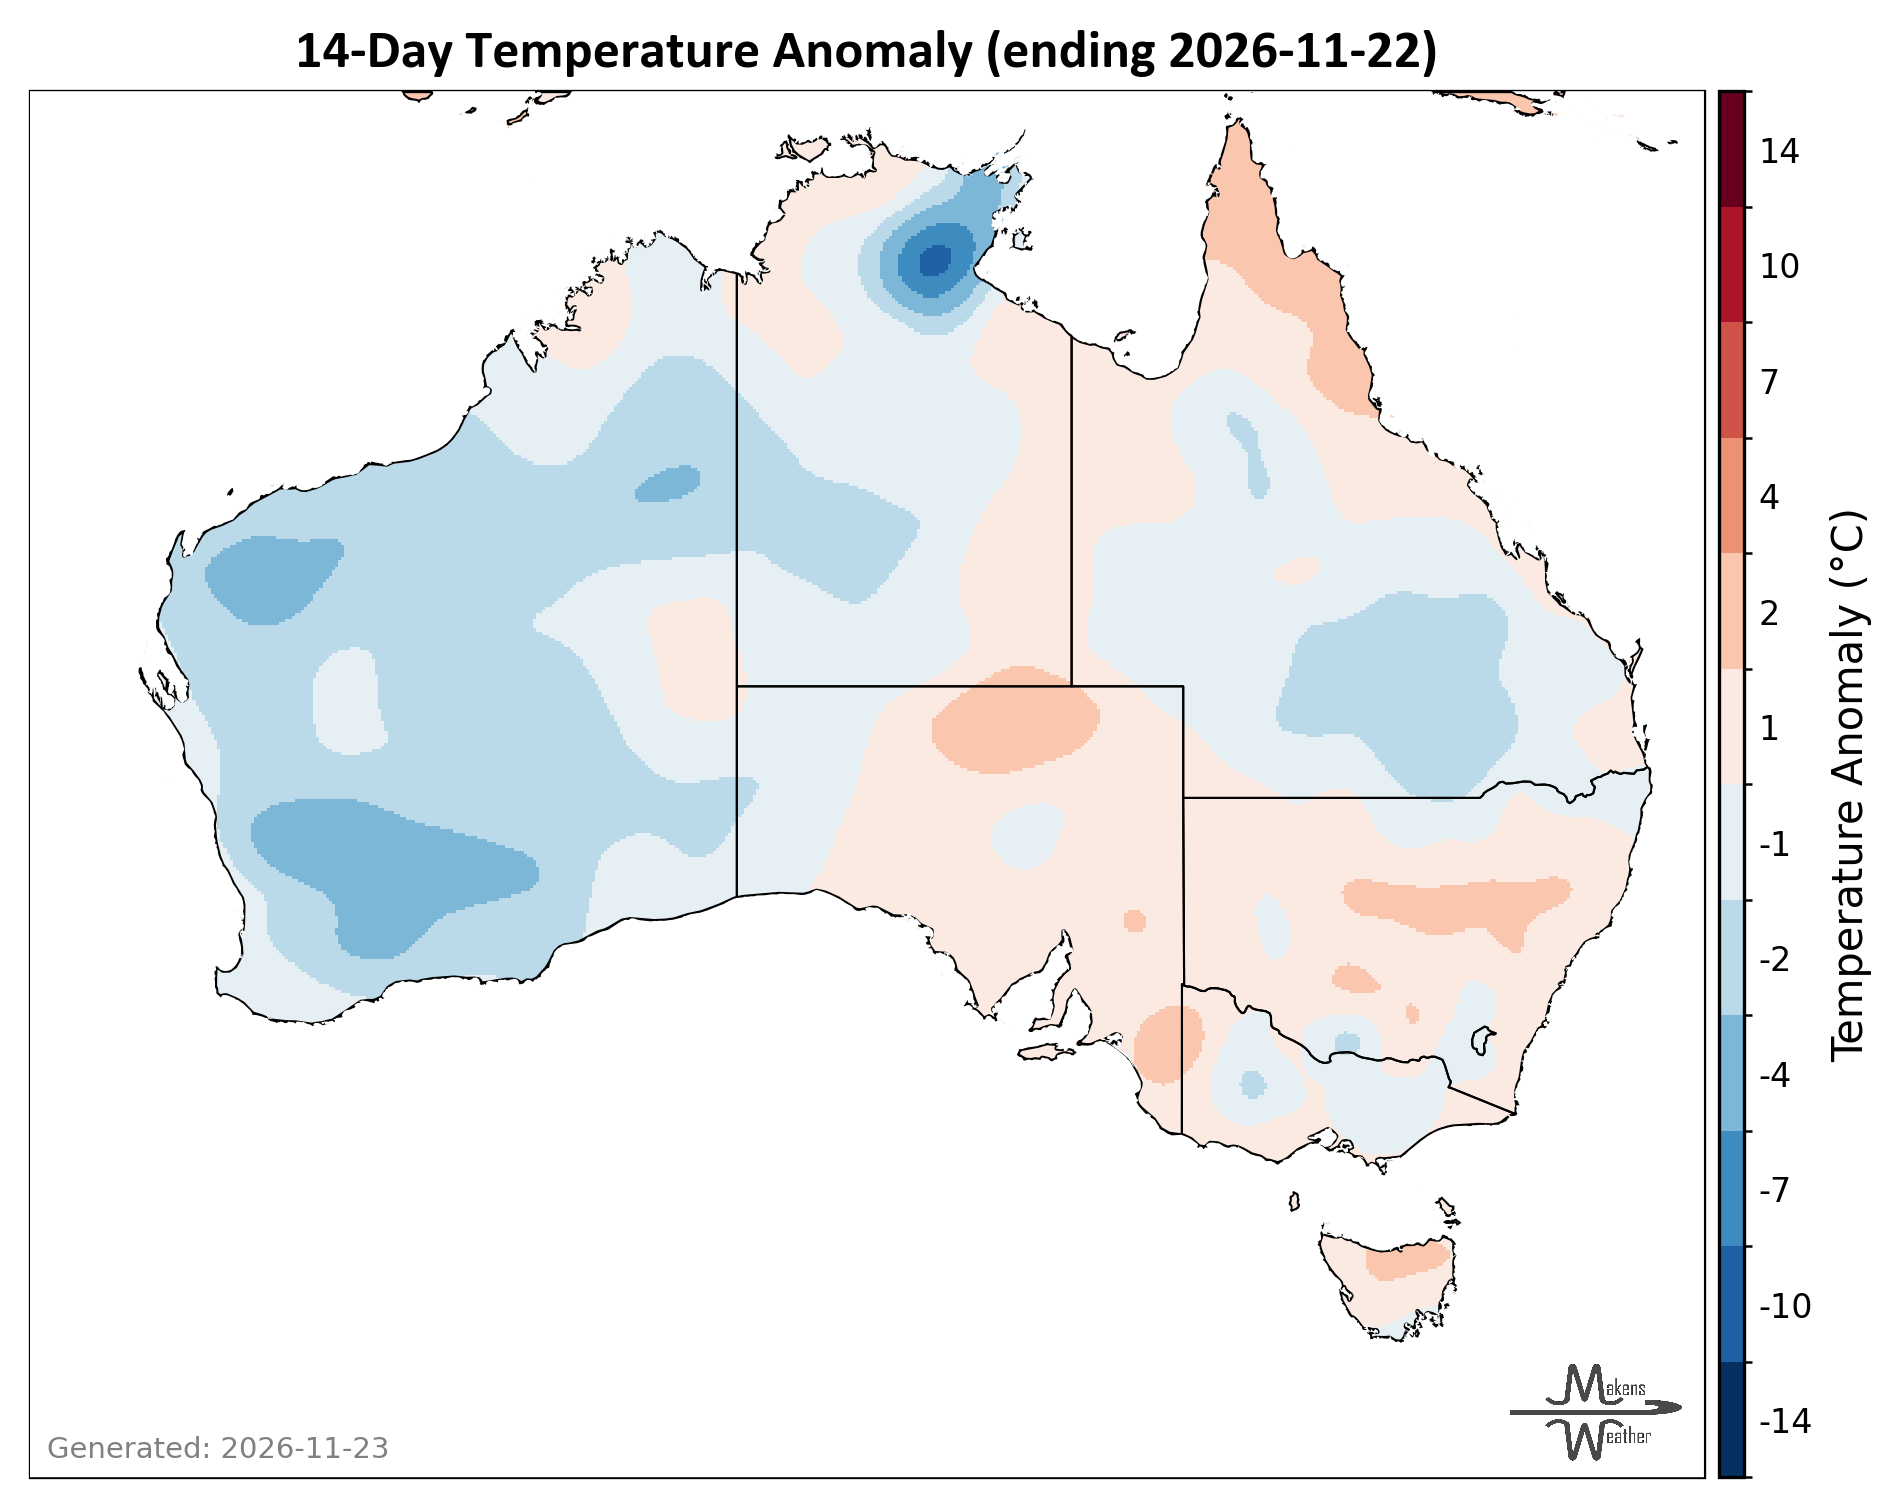 14-Day Temperature Anomaly (ending 2026-11-22)
14
10
7
4
2
1
-1
-2
-4
-7
-10
-14
Temperature Anomaly (°C)
Makens
Weather
Generated: 2026-11-23